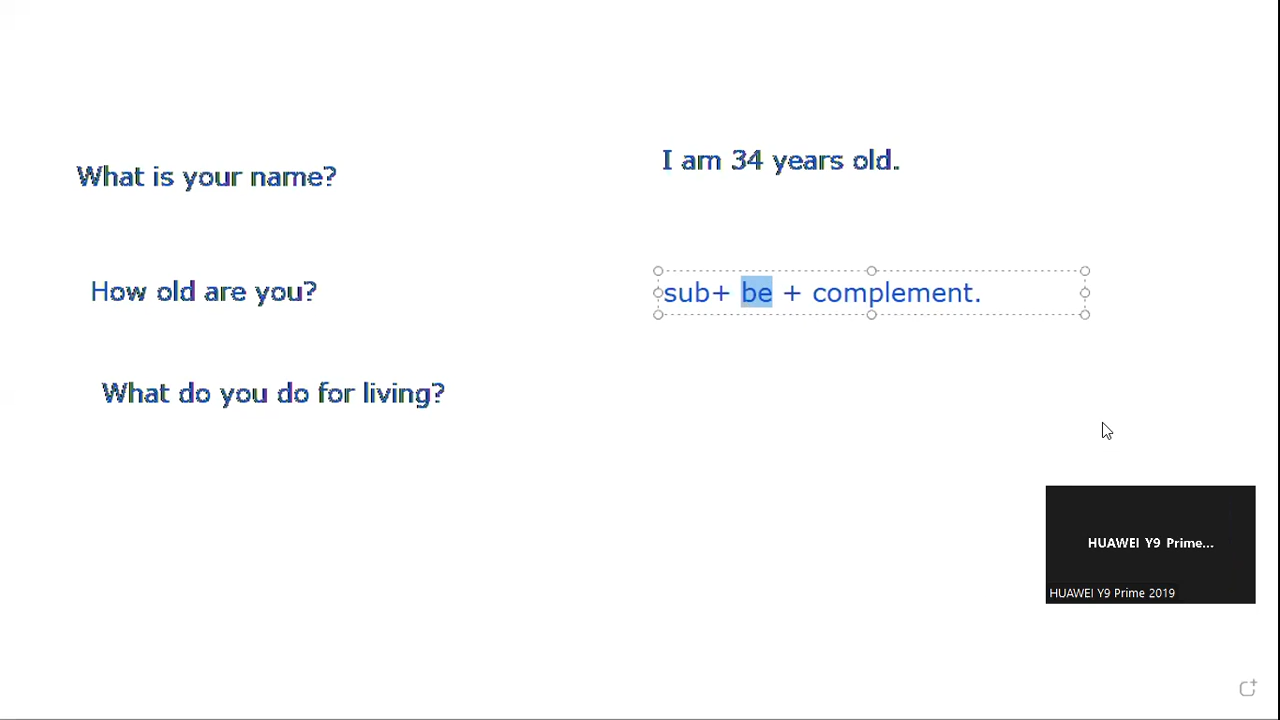 What is your name?
How old are you?
What do you do for living?
I am 34 years old.
sub+ be + complement.
HUAWEI Y9 Prime...
HUAWEI Y9 Prime 2019